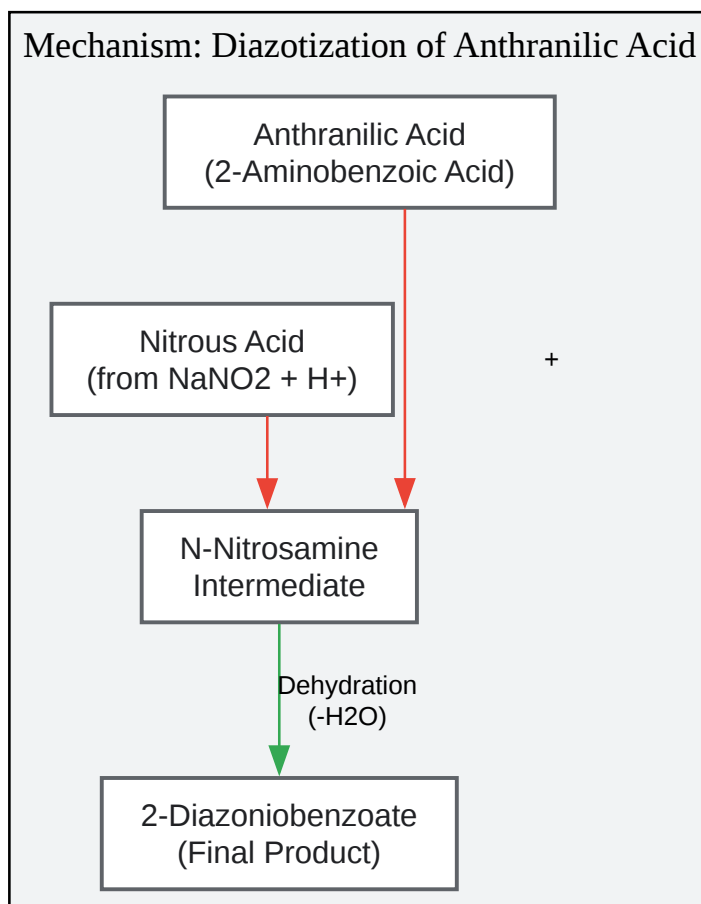 Mechanism: Diazotization of Anthranilic Acid
Anthranilic Acid
(2-Aminobenzoic Acid)
Nitrous Acid
(from NaNO2 + H+)
+
N-Nitrosamine
Intermediate
Dehydration
(-H2O)
2-Diazoniobenzoate
(Final Product)